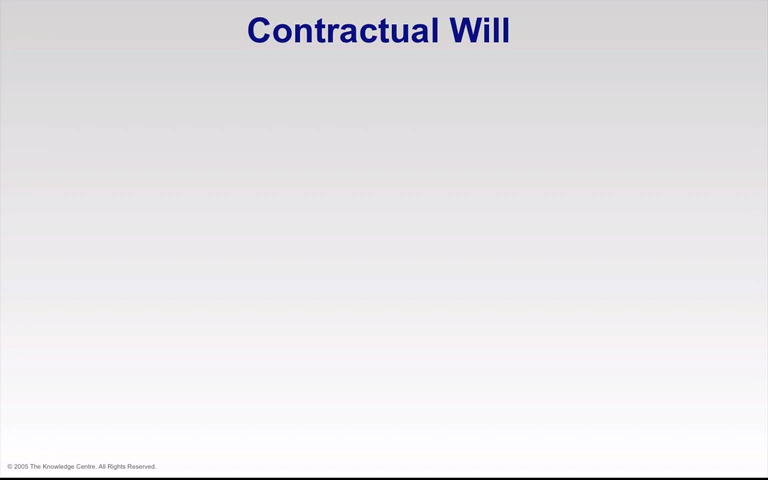 Contractual Will
© 2005 The Knowledge Centre. All Rights Reserved.